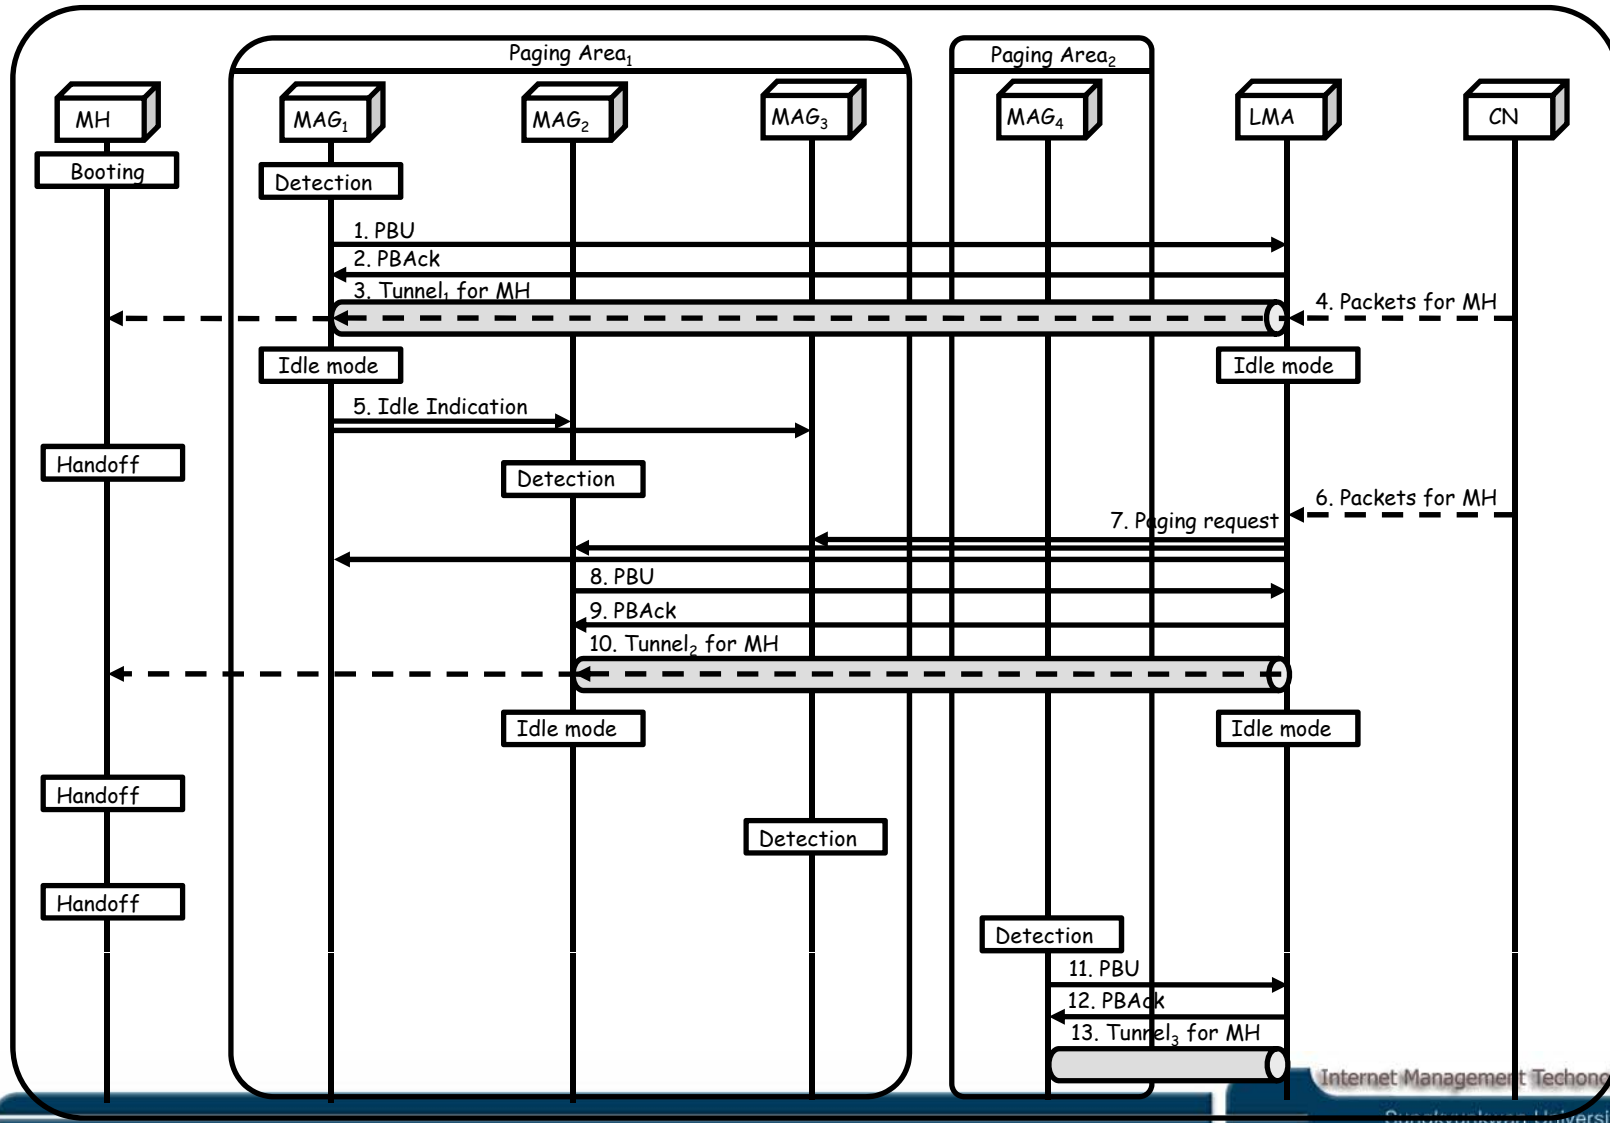 Paging Area1
Paging Area2
MH
MAG1
MAG2
MAG3
MAG4
LMA
CN
Booting
Detection
1. PBU
2. PBAck
3. Tunnel1 for MH
4. Packets for MH
Idle mode
Idle mode
5. Idle Indication
Handoff
Detection
6. Packets for MH
7. Paging request
8. PBU
9. PBAck
10. Tunnel2 for MH
Idle mode
Idle mode
Handoff
Detection
Handoff
Detection
11. PBU
12. PBAck
13. Tunnel3 for MH
Internet Management Techono